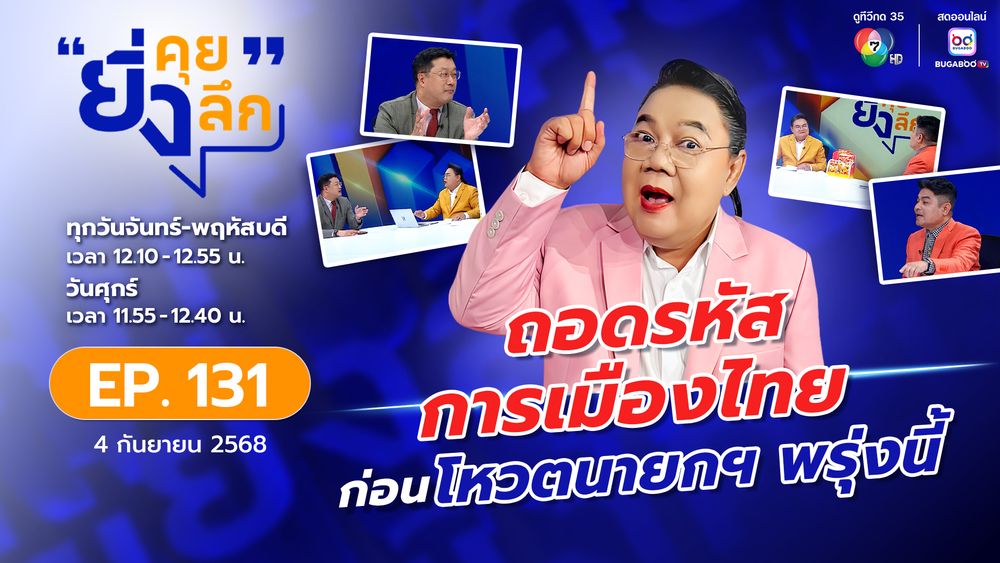 “ยิ่งคุย
ยิ่งลึก”
ทุกวันจันทร์-พฤหัสบดี
เวลา 12.10 - 12.55 น.
วันศุกร์
เวลา 11.55 - 12.40 น.
EP. 131
4 กันยายน 2568
ดูทีวีกด 35
7 HD
สดออนไลน์
BUGABOO
BUGABOO TV
ถอดรหัส
การเมืองไทย
ก่อนโหวตนายกฯ พรุ่งนี้